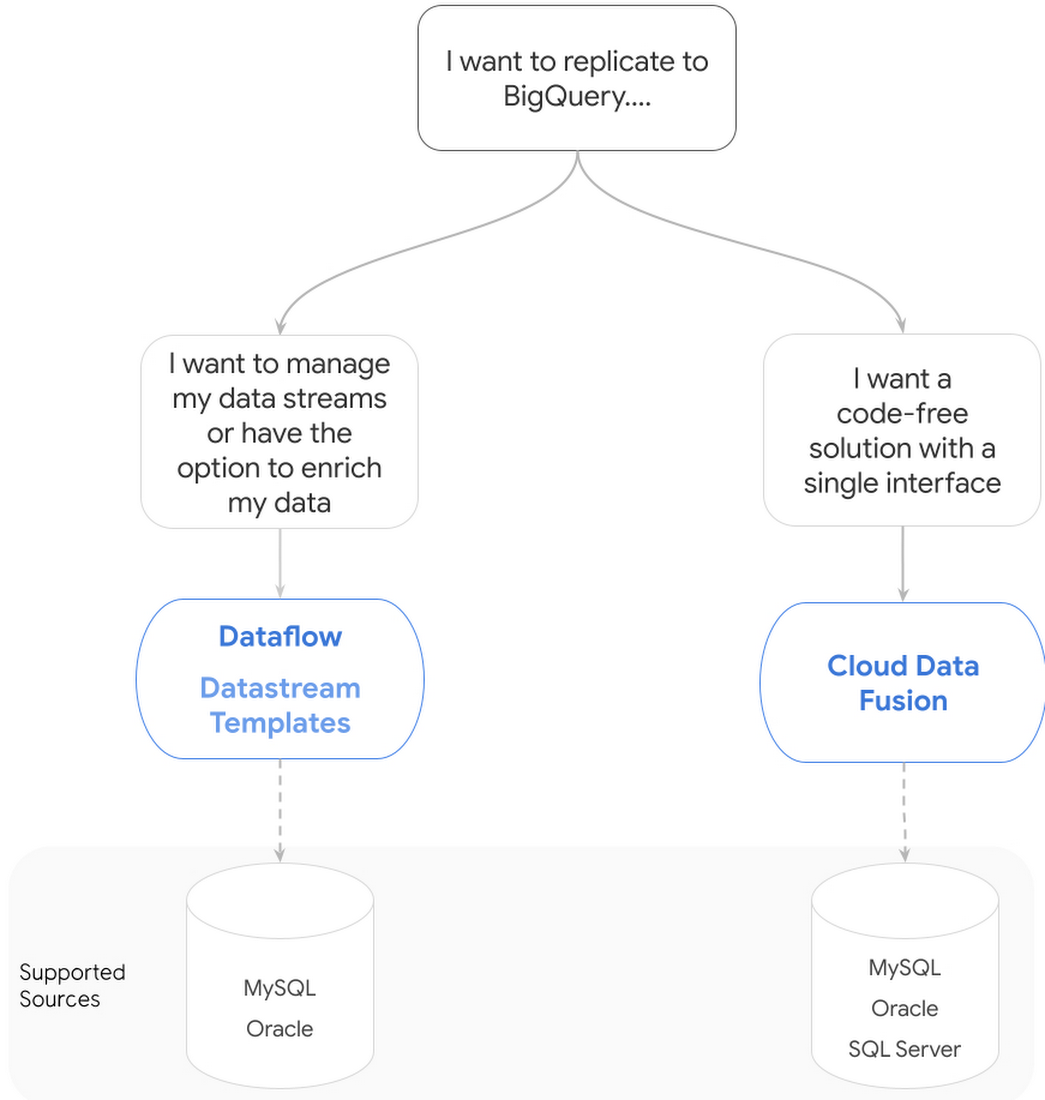 I want to replicate to
BigQuery....
I want to manage
my data streams
or have the
option to enrich
my data
I want a
code-free
solution with a
single interface
Dataflow
Datastream
Templates
Cloud Data
Fusion
Supported
Sources
MySQL
Oracle
MySQL
Oracle
SQL Server